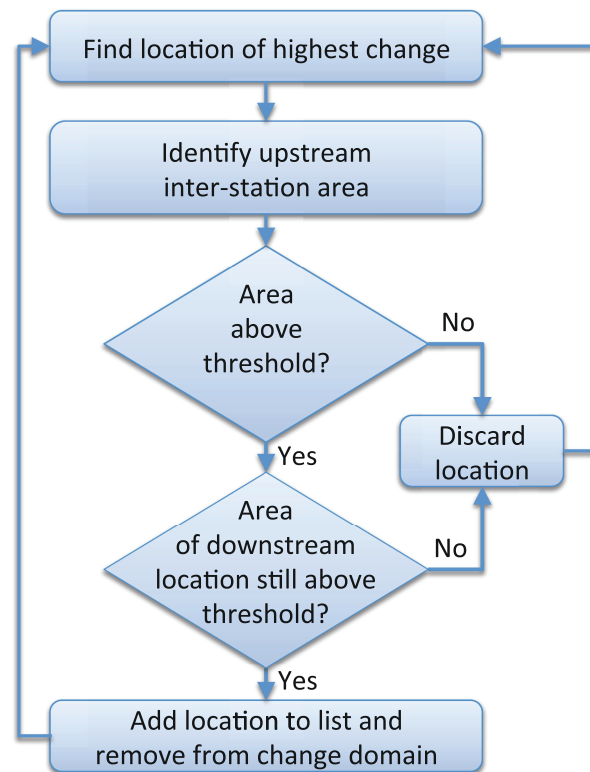 Find location of highest change
Identify upstream
inter-station area
Area
above
threshold?
No
Yes
Discard
location
Area
of downstream
location still above
threshold?
No
Yes
Add location to list and
remove from change domain